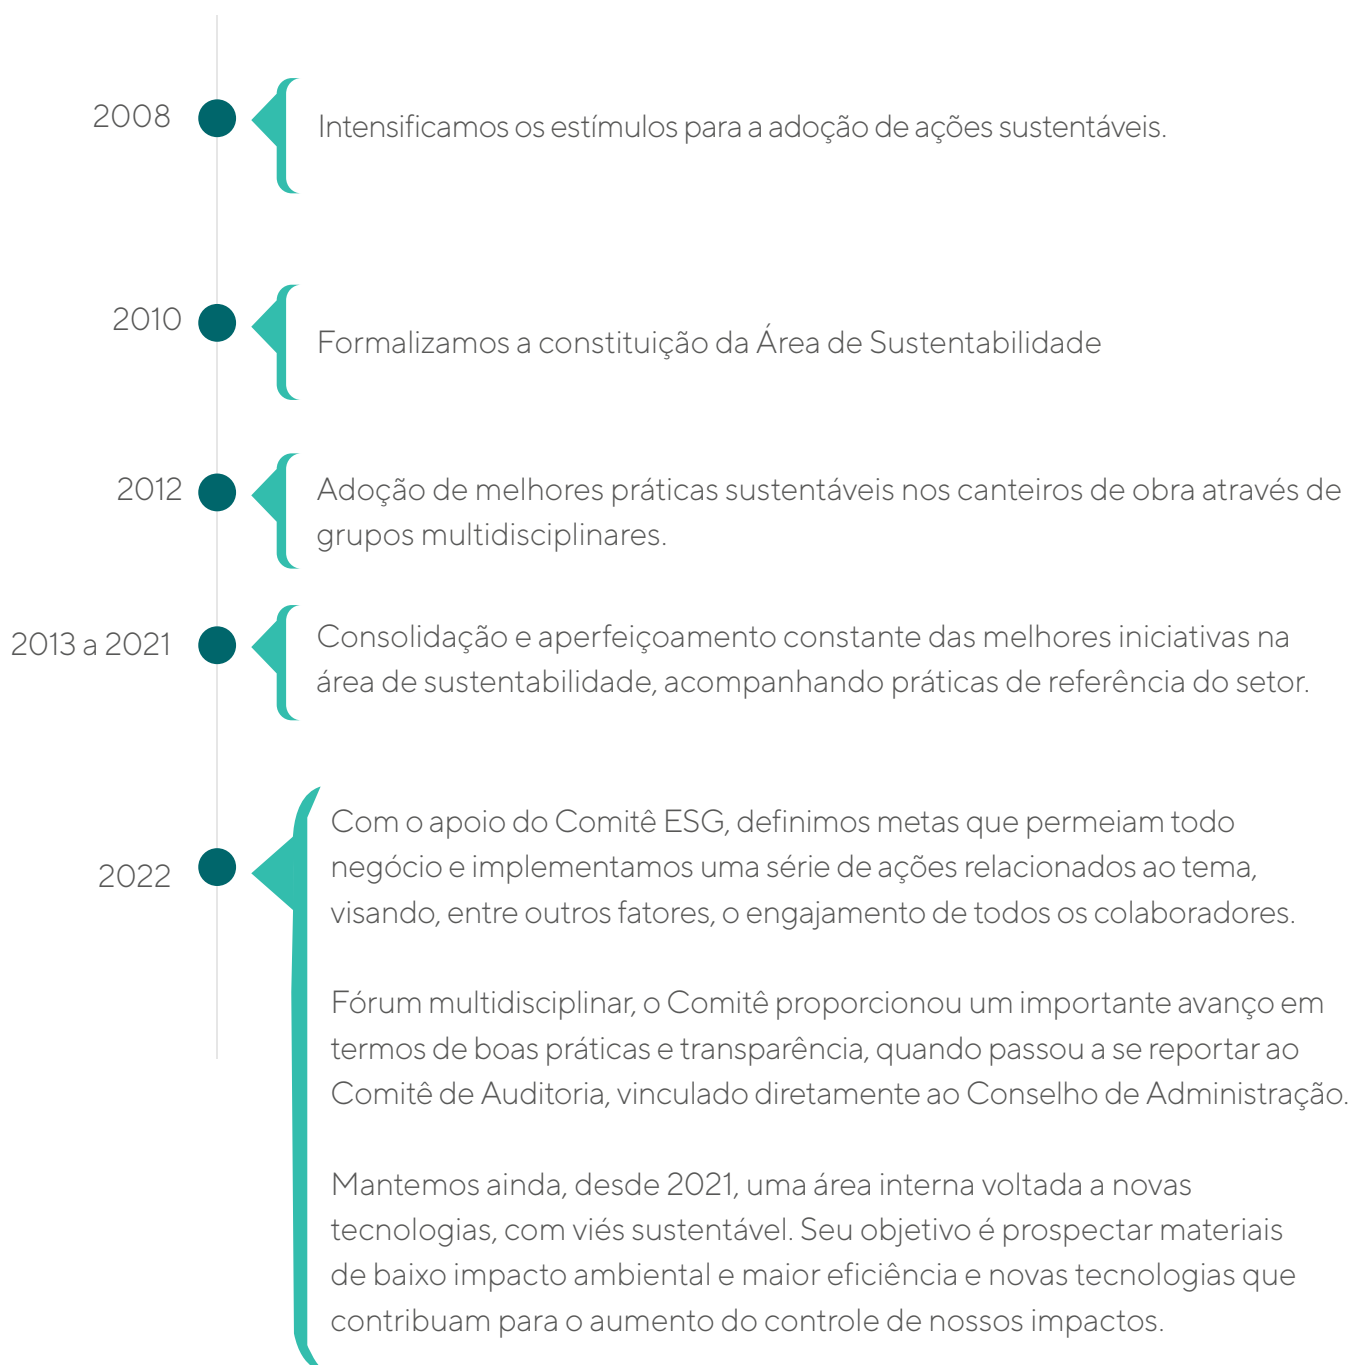 2008
Intensificamos os estímulos para a adoção de ações sustentáveis.
2010
Formalizamos a constituição da Área de Sustentabilidade
2012
Adoção de melhores práticas sustentáveis nos canteiros de obra através de
grupos multidisciplinares.
2013 a 2021
Consolidação e aperfeiçoamento constante das melhores iniciativas na
área de sustentabilidade, acompanhando práticas de referência do setor.
2022
Com o apoio do Comitê ESG, definimos metas que permeiam todo
negócio e implementamos uma série de ações relacionados ao tema,
visando, entre outros fatores, o engajamento de todos os colaboradores.
Fórum multidisciplinar, o Comitê proporcionou um importante avanço em
termos de boas práticas e transparência, quando passou a se reportar ao
Comitê de Auditoria, vinculado diretamente ao Conselho de Administração.
Mantemos ainda, desde 2021, uma área interna voltada a novas
tecnologias, com viés sustentável. Seu objetivo é prospectar materiais
de baixo impacto ambiental e maior eficiência e novas tecnologias que
contribuam para o aumento do controle de nossos impactos.